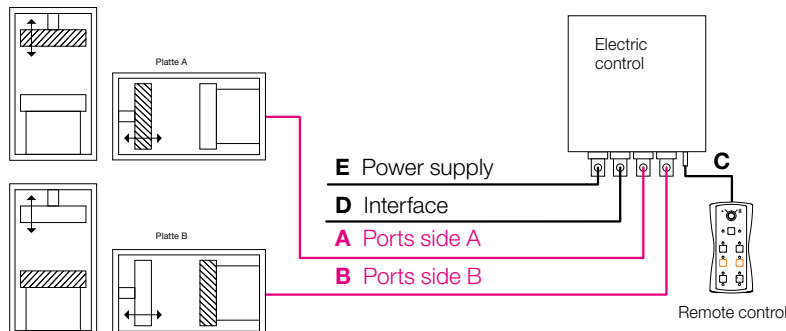 Platte A
Electric
control
C
E Power supply
D Interface
A Ports side A
Platte B
B Ports side B
Remote control